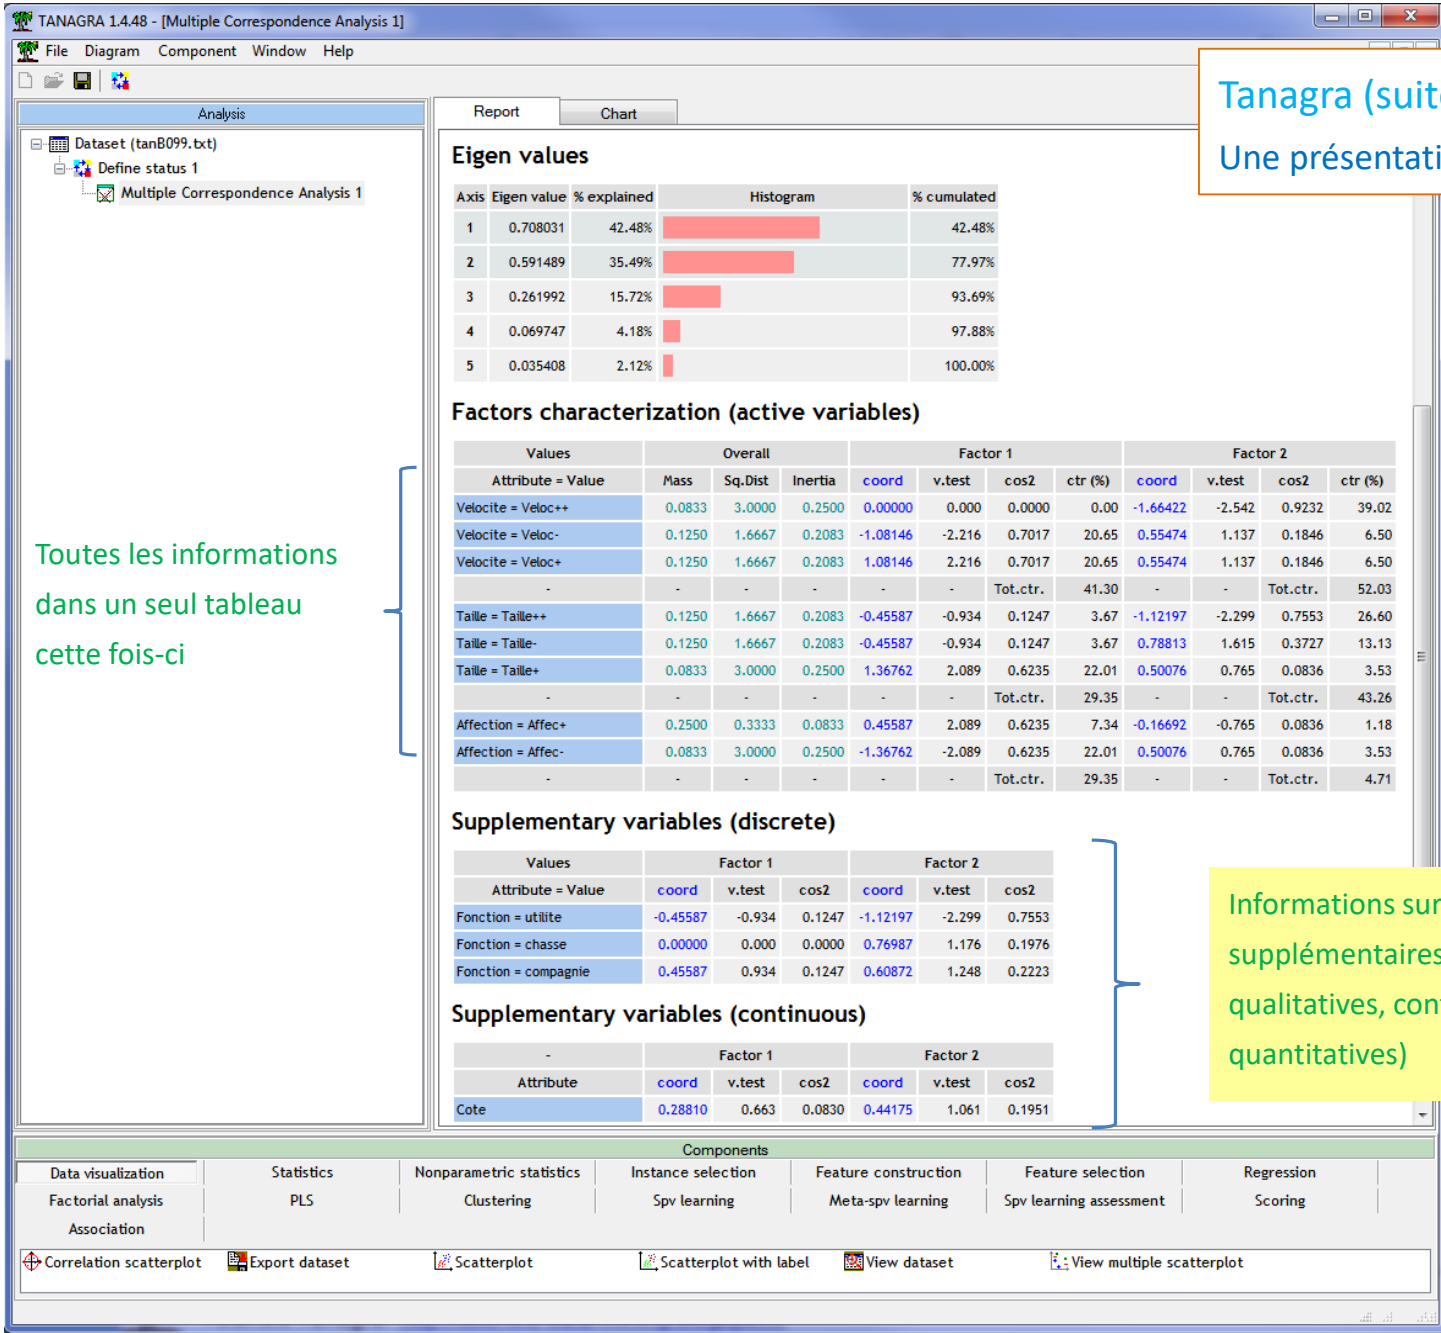 TANAGRA 1.4.48 - [Multiple Correspondence Analysis 1]
File Diagram Component Window Help
Analysis
Dataset (tanB099.txt)
Define status 1
Multiple Correspondence Analysis 1
Toutes les informations
dans un seul tableau
cette fois-ci
Report Chart
Tanagra (suite
Une présentati
Eigen values
Axis Eigen value % explained Histogram % cumulated
1 0.708031 42.48% 42.48%
2 0.591489 35.49% 77.97%
3 0.261992 15.72% 93.69%
4 0.069747 4.18% 97.88%
5 0.035408 2.12% 100.00%
Factors characterization (active variables)
Values Overall Factor 1 Factor 2
Attribute = Value Mass Sq.Dist Inertia coord v.test cos2 ctr (%) coord v.test cos2 ctr (%)
Velocite = Veloc++ 0.0833 3.0000 0.2500 0.00000 0.000 0.0000 0.00 -1.66422 -2.542 0.9232 39.02
Velocite = Veloc- 0.1250 1.6667 0.2083 -1.08146 -2.216 0.7017 20.65 0.55474 1.137 0.1846 6.50
Velocite = Veloc+ 0.1250 1.6667 0.2083 1.08146 2.216 0.7017 20.65 0.55474 1.137 0.1846 6.50
- - - - - - Tot.ctr. 41.30 - - Tot.ctr. 52.03
Taille = Taille++ 0.1250 1.6667 0.2083 -0.45587 -0.934 0.1247 3.67 -1.12197 -2.299 0.7553 26.60
Taille = Taille- 0.1250 1.6667 0.2083 -0.45587 -0.934 0.1247 3.67 0.78813 1.615 0.3727 13.13
Taille = Taille+ 0.0833 3.0000 0.2500 1.36762 2.089 0.6235 22.01 0.50076 0.765 0.0836 3.53
- - - - - - Tot.ctr. 29.35 - - Tot.ctr. 43.26
Affection = Affec+ 0.2500 0.3333 0.0833 0.45587 2.089 0.6235 7.34 -0.16692 -0.765 0.0836 1.18
Affection = Affec- 0.0833 3.0000 0.2500 -1.36762 -2.089 0.6235 22.01 0.50076 0.765 0.0836 3.53
- - - - - - Tot.ctr. 29.35 - - Tot.ctr. 4.71
Supplementary variables (discrete)
Values Factor 1 Factor 2
Attribute = Value coord v.test cos2 coord v.test cos2
Fonction = utilite -0.45587 -0.934 0.1247 -1.12197 -2.299 0.7553
Fonction = chasse 0.00000 0.000 0.0000 0.76987 1.176 0.1976
Fonction = compagnie 0.45587 0.934 0.1247 0.60872 1.248 0.2223
Supplementary variables (continuous)
- Factor 1 Factor 2
Attribute coord v.test cos2 coord v.test cos2
Cote 0.28810 0.663 0.0830 0.44175 1.061 0.1951
Informations sur
supplémentaires
qualitatives, con
quantitatives)
Components
Data visualization Statistics Nonparametric statistics Instance selection Feature construction Feature selection Regression
Factorial analysis PLS Clustering Spv learning Meta-spv learning Spv learning assessment Scoring
Association
Correlation scatterplot Export dataset Scatterplot Scatterplot with label View dataset View multiple scatterplot